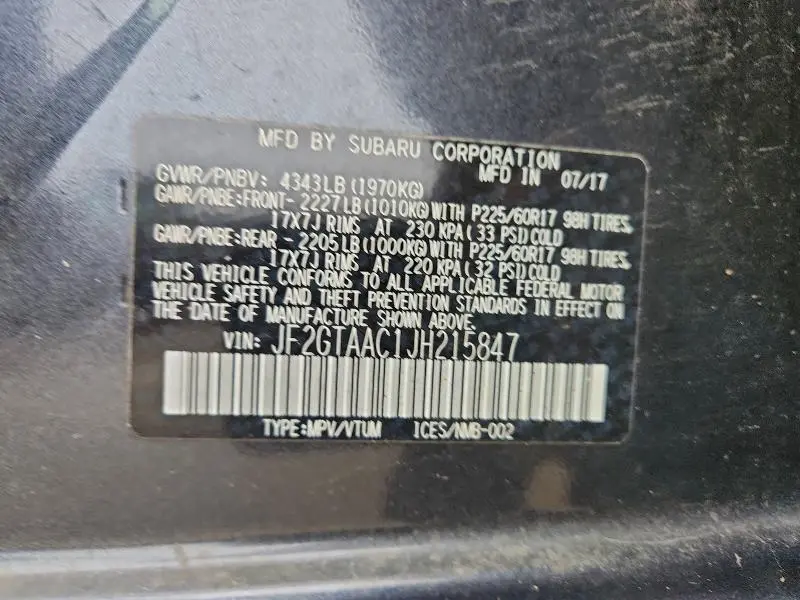 MFD BY SUBARU CORPORATION
MFD IN 07/17
GVWR/PNBV: 4343LB(1970KG)
GAWR/PNBE:FRONT-2227LB(1010KG)WITH P225/60R17 98H TIRES,
17X7J RIMS AT 230 KPA(33 PSI)COLD
GAWR/PNBE:REAR -2205LB(1000KG)WITH P225/60R17 98H TIRES,
17X7J RIMS AT 220 KPA(32 PSI)COLD
THIS VEHICLE CONFORMS TO ALL APPLICABLE FEDERAL MOTOR
VEHICLE SAFETY AND THEFT PREVENTION STANDARDS IN EFFECT ON
THE DATE OF MANUFACTURE SHOWN ABOVE.
VIN: JF2GTAAC1JH215847
TYPE:MPV/VTUM ICES/NMB-002